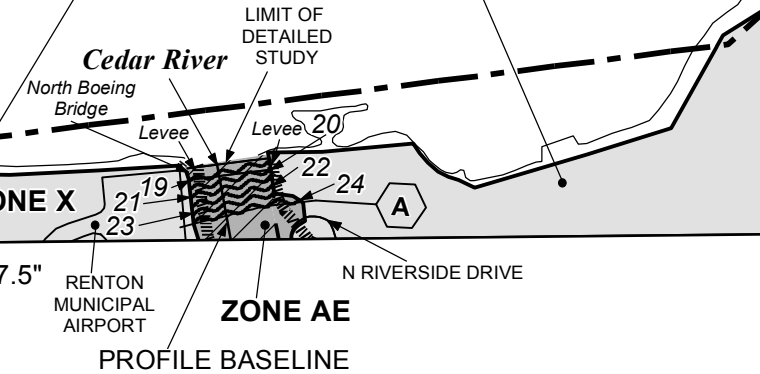 LIMIT OF
DETAILED
STUDY
Cedar River
North Boeing
Bridge
Levee
Levee
20
22
24
19
21
23
A
ONE X
7.5"
RENTON
MUNICIPAL
AIRPORT
N RIVERSIDE DRIVE
ZONE AE
PROFILE BASELINE